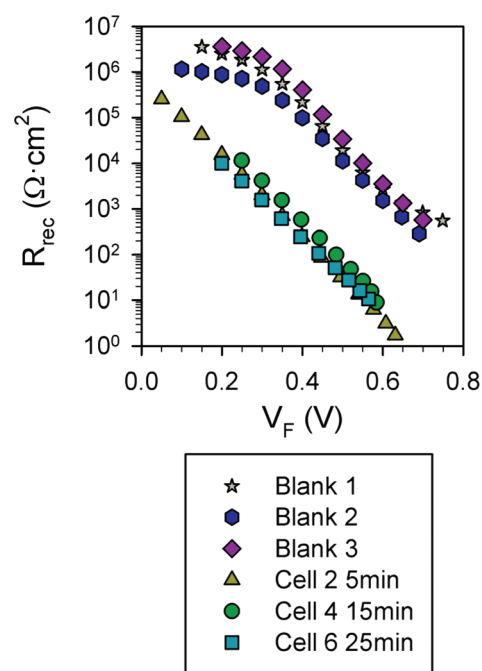 R_rec (Ω·cm²)
10⁷
10⁶
10⁵
10⁴
10³
10²
10¹
10⁰
0.0 0.2 0.4 0.6 0.8
V_F (V)
Blank 1
Blank 2
Blank 3
Cell 2 5min
Cell 4 15min
Cell 6 25min